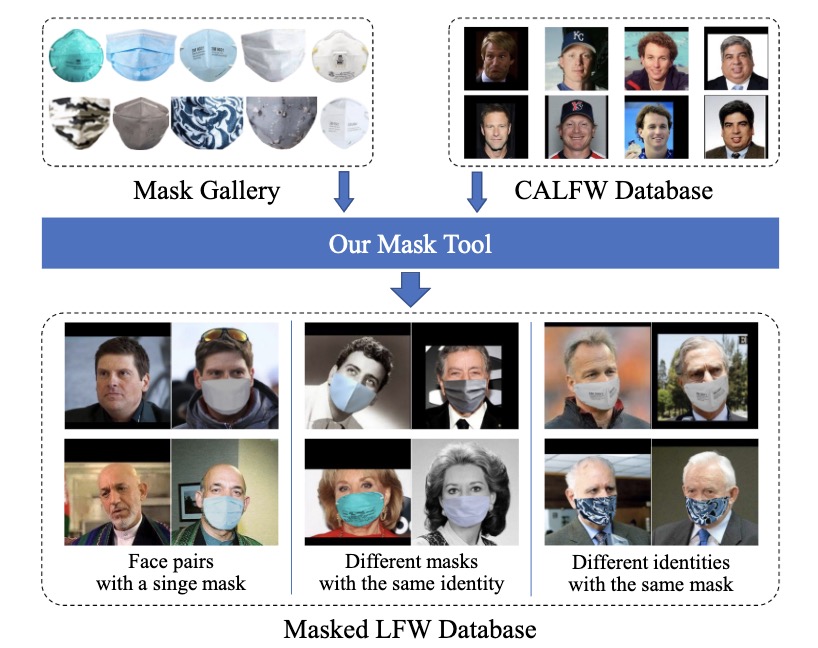 KC
Mask Gallery
CALFW Database
Our Mask Tool
Face pairs
with a singe mask
Different masks
with the same identity
Different identities
with the same mask
Masked LFW Database